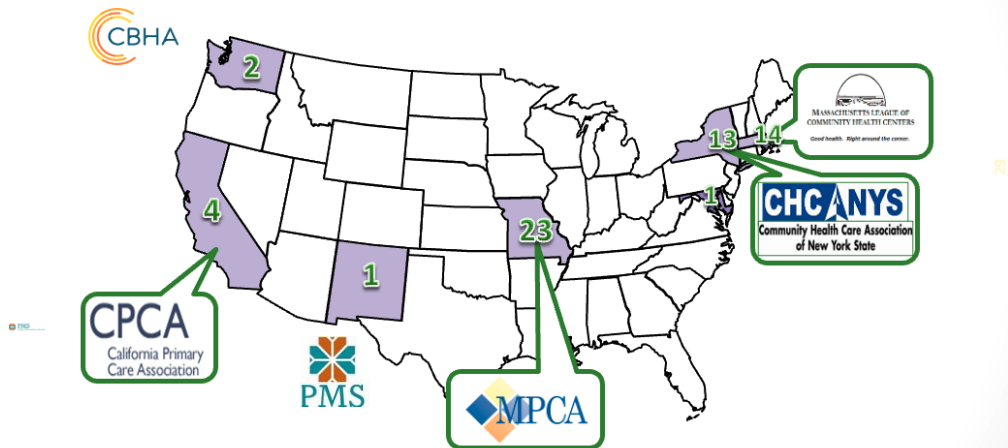 CBHA
2
MASSACHUSETTS LEAGUE OF
COMMUNITY HEALTH CENTERS
Good health. Right around the corner.
13
14
1
CHCANYS
Community Health Care Association
of New York State
4
23
1
CPCA
California Primary
Care Association
PMS
MPCA
23